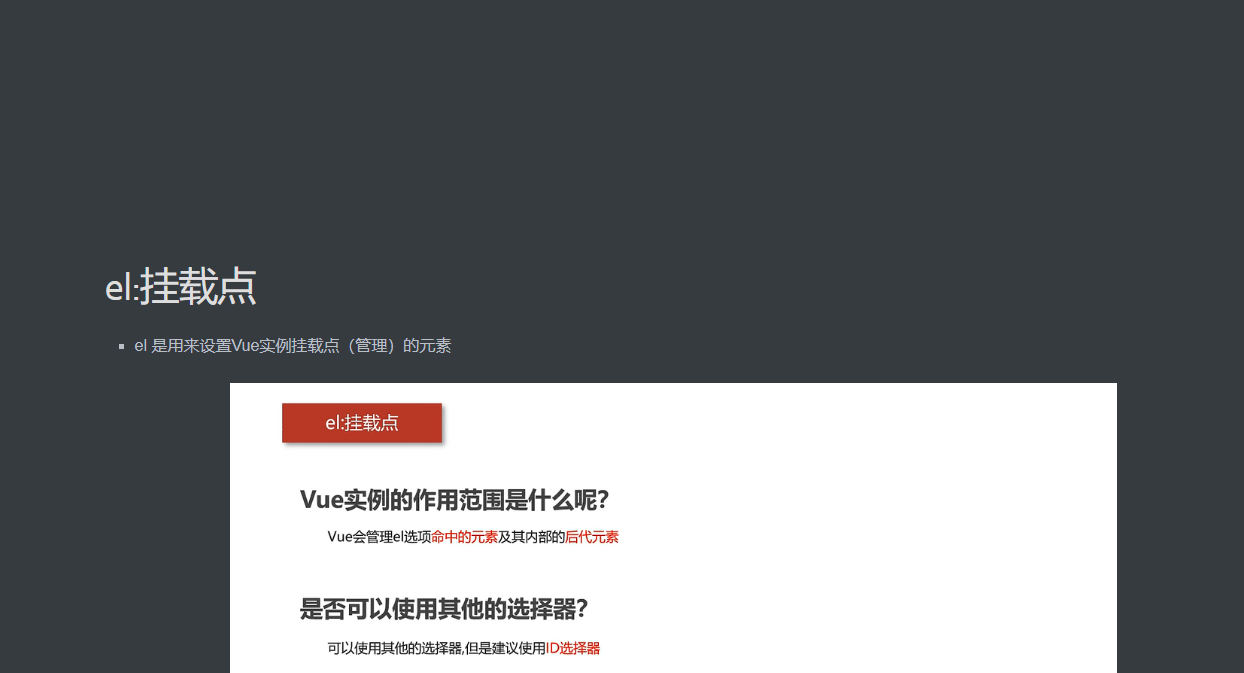 el:挂载点
el 是用来设置Vue实例挂载点（管理）的元素
el:挂载点
Vue实例的作用范围是什么呢?
Vue会管理el选项命中的元素及其内部的后代元素
是否可以使用其他的选择器?
可以使用其他的选择器,但是建议使用ID选择器